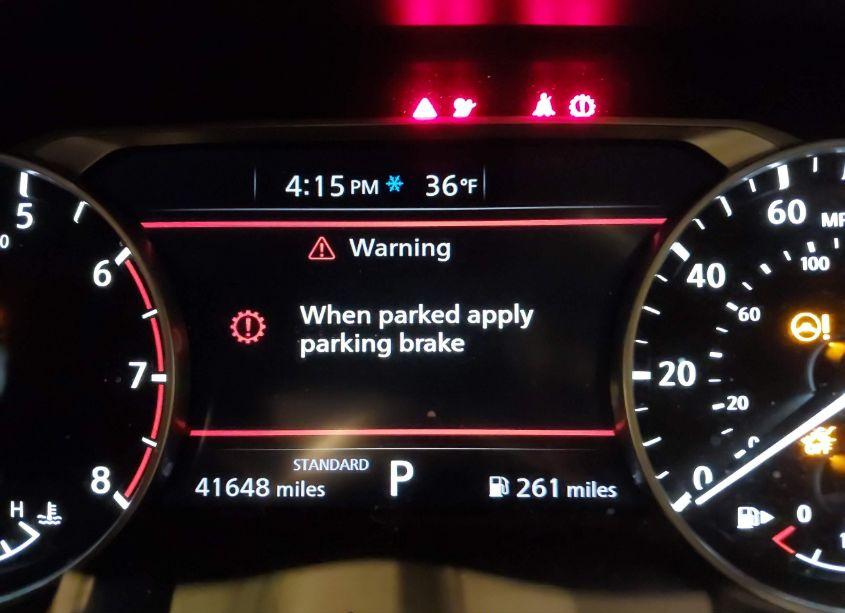 4:15 PM 36°F
Warning
When parked apply
parking brake
STANDARD
41648 miles P 261 miles
5
6
7
8
H
60
40
20
0
100
60
20
0